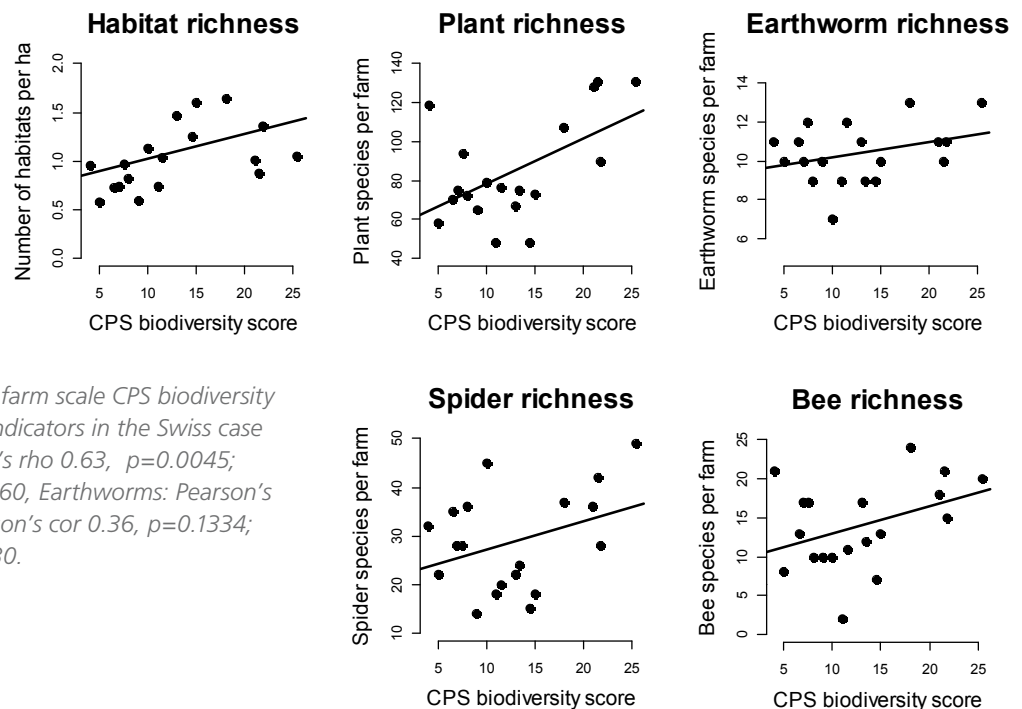 Habitat richness
Number of habitats per ha
0.0 0.5 1.0 1.5 2.0
5 10 15 20 25
CPS biodiversity score
Plant richness
Plant species per farm
40 60 80 100 120 140
5 10 15 20 25
CPS biodiversity score
Earthworm richness
Earthworm species per farm
6 8 10 12 14
5 10 15 20 25
CPS biodiversity score
farm scale CPS biodiversity
ndicators in the Swiss case
's rho 0.63, p=0.0045;
60, Earthworms: Pearson's
on's cor 0.36, p=0.1334;
30.
Spider richness
Spider species per farm
10 20 30 40 50
5 10 15 20 25
CPS biodiversity score
Bee richness
Bee species per farm
0 5 10 15 20 25
5 10 15 20 25
CPS biodiversity score